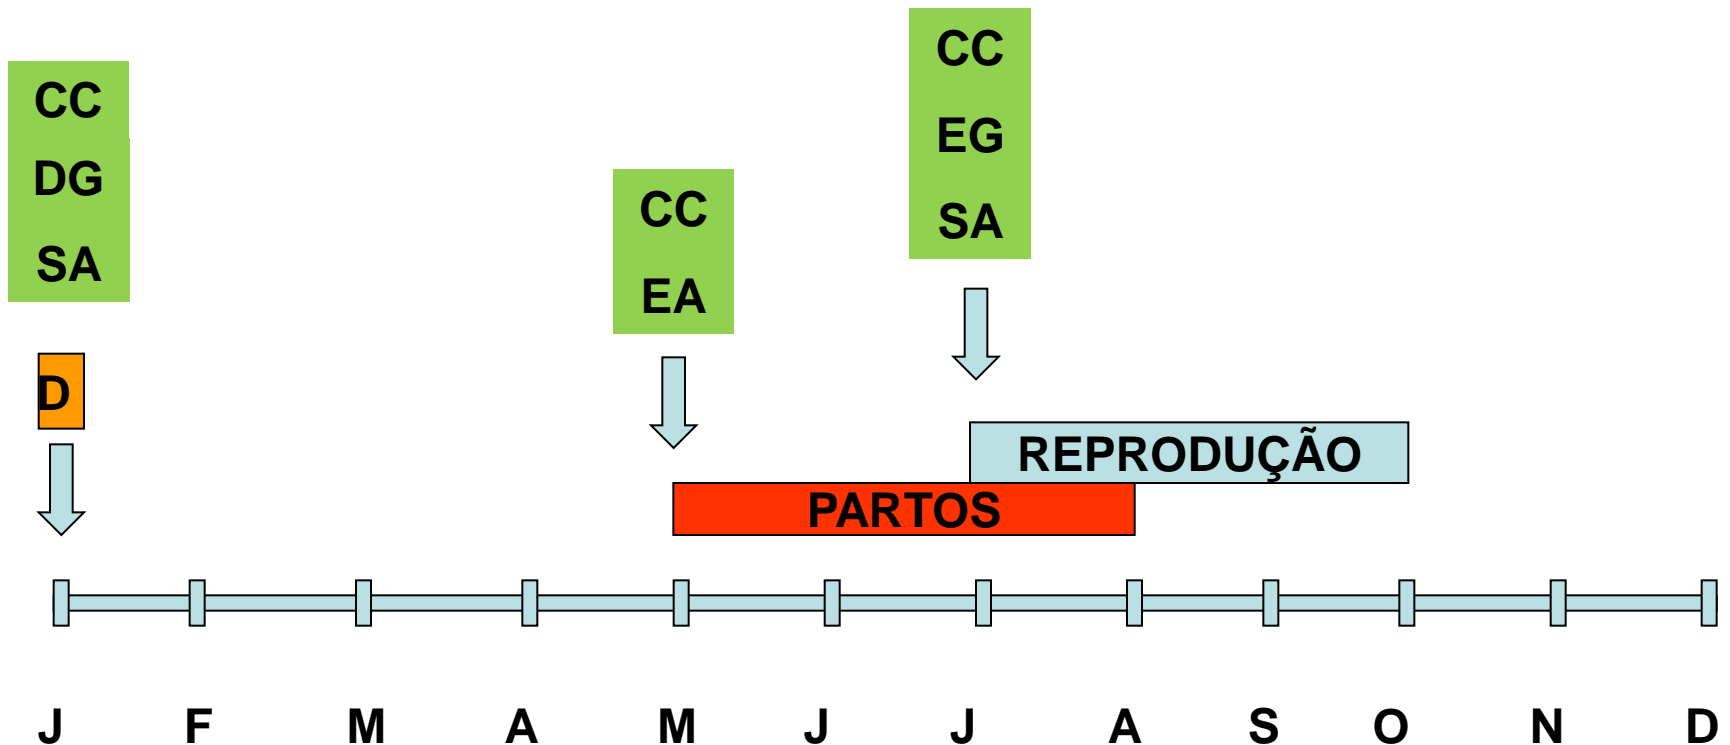 CC
DG
SA
D
CC
EA
CC
EG
SA
REPRODUÇÃO
PARTOS
J F M A M J J A S O N D